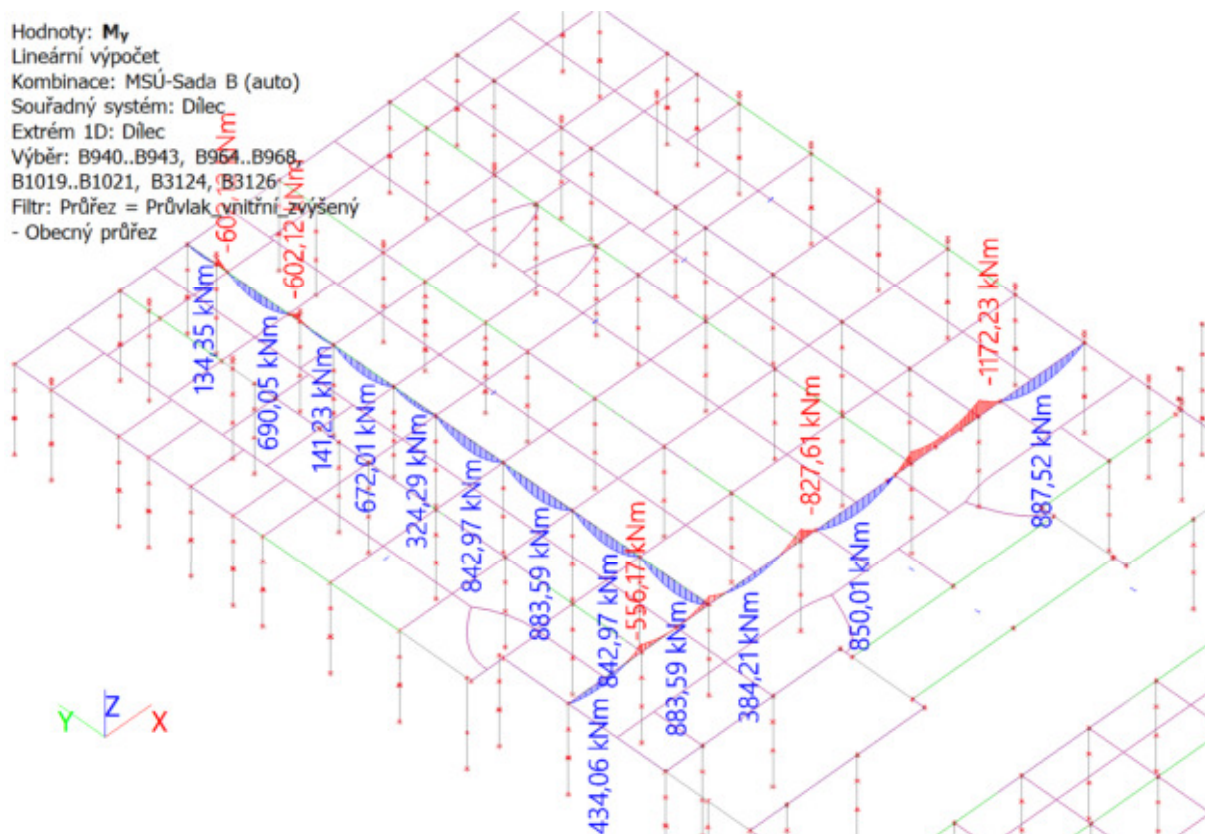 Hodnoty: My
Lineární výpočet
Kombinace: MSÚ-Sada B (auto)
Souřadný systém: Dílec
Extrém 1D: Dílec
Výběr: B940..B943, B964..B968,
B1019..B1021, B3124, B3126
Filtr: Průřez = Průvlak_vnitřní_zvýšený
- Obecný průřez
-602,12 kNm
-602,12 kNm
134,35 kNm
690,05 kNm
141,23 kNm
672,01 kNm
324,29 kNm
842,97 kNm
883,59 kNm
842,97 kNm
-556,17 kNm
883,59 kNm
434,06 kNm
384,21 kNm
-827,61 kNm
850,01 kNm
-1172,23 kNm
887,52 kNm
Y Z X